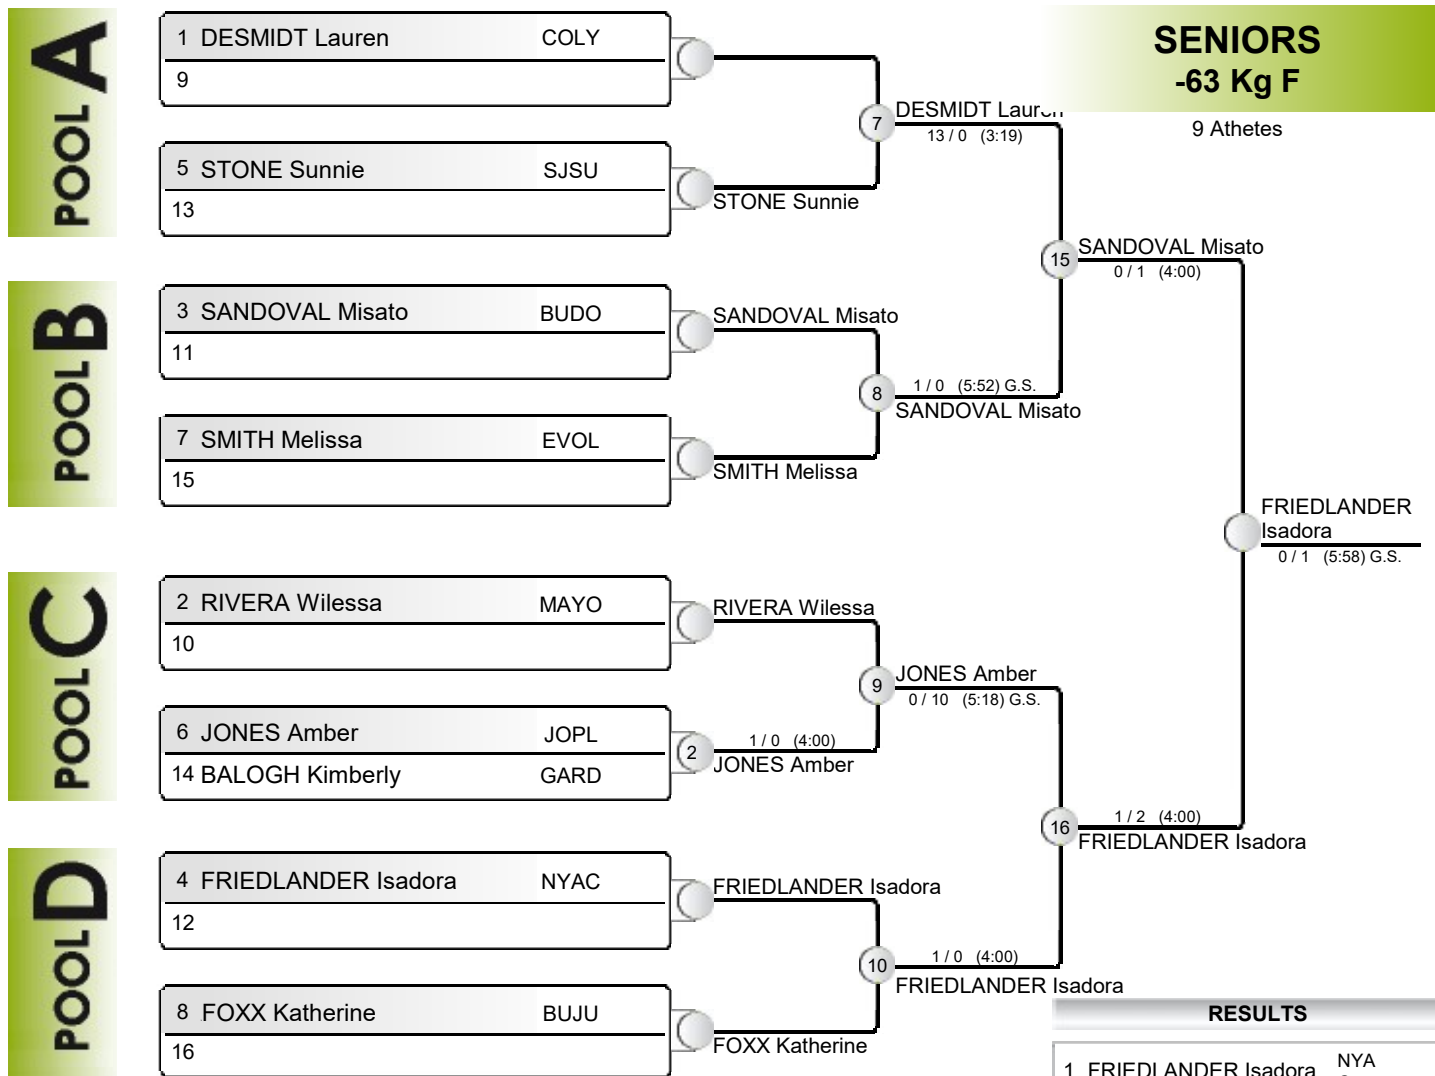 POOL A
1 DESMIDT Lauren COLY
9
5 STONE Sunnie SJSU
13
STONE Sunnie
7
DESMIDT Lauren
13 / 0 (3:19)
SENIORS
-63 Kg F
9 Athetes
POOL B
3 SANDOVAL Misato BUDO
11
7 SMITH Melissa EVOL
15
SANDOVAL Misato
SMITH Melissa
8
1 / 0 (5:52) G.S.
SANDOVAL Misato
15
SANDOVAL Misato
0 / 1 (4:00)
FRIEDLANDER
Isadora
0 / 1 (5:58) G.S.
POOL C
2 RIVERA Wilessa MAYO
10
6 JONES Amber JOPL
14 BALOGH Kimberly GARD
RIVERA Wilessa
2
1 / 0 (4:00)
JONES Amber
9
JONES Amber
0 / 10 (5:18) G.S.
16
1 / 2 (4:00)
FRIEDLANDER Isadora
POOL D
4 FRIEDLANDER Isadora NYAC
12
8 FOXX Katherine BUJU
16
FRIEDLANDER Isadora
FOXX Katherine
10
1 / 0 (4:00)
FRIEDLANDER Isadora
RESULTS
1 FRIEDLANDER Isadora NYA